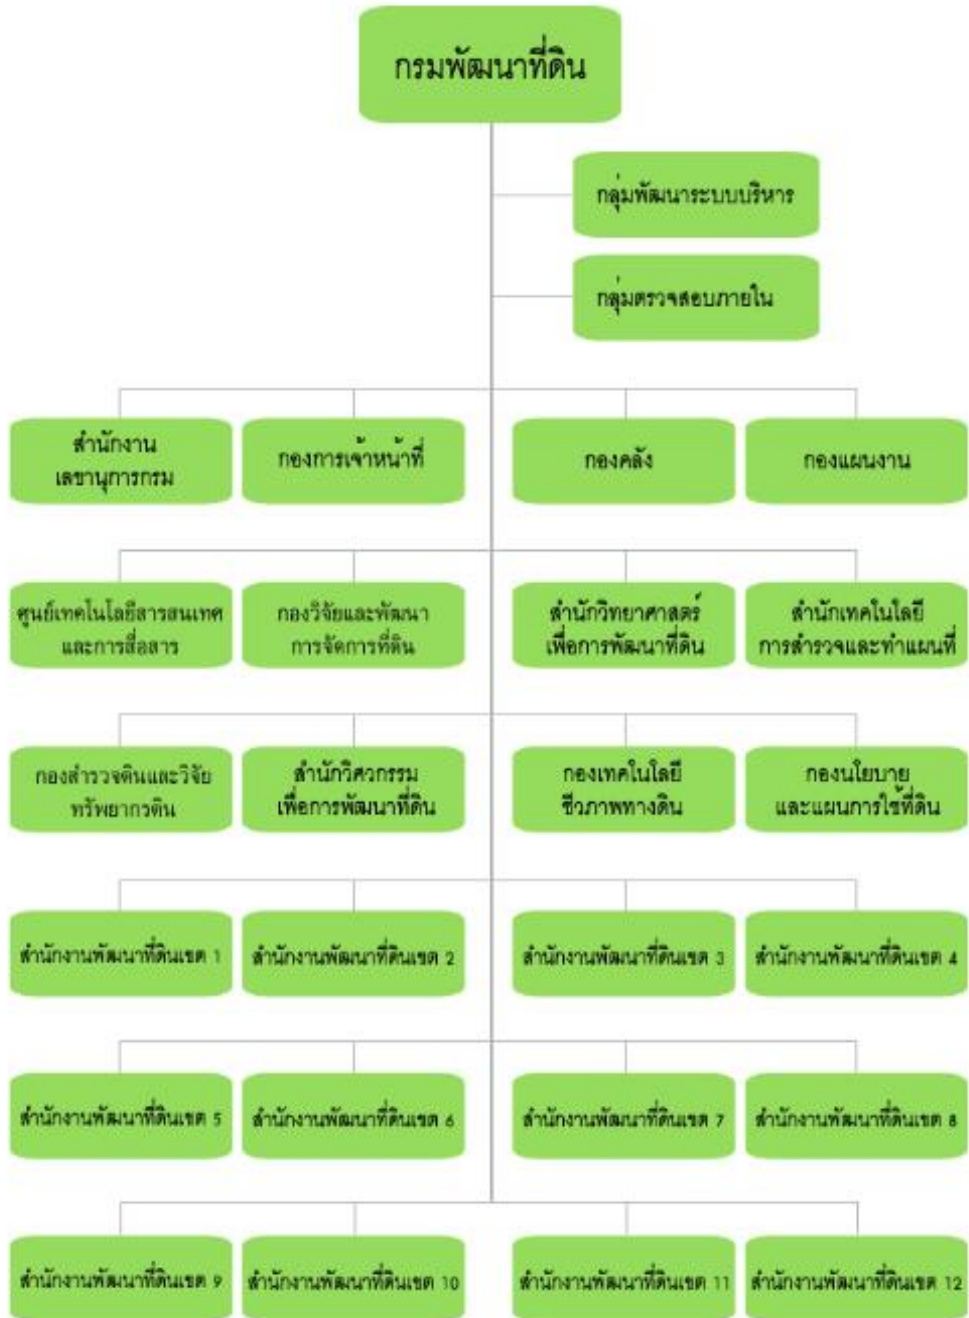 กรมพัฒนาที่ดิน
กลุ่มพัฒนาระบบบริหาร
กลุ่มตรวจสอบภายใน
สำนักงาน
เลขานุการกรม
กองการเจ้าหน้าที่
กองคลัง
กองแผนงาน
ศูนย์เทคโนโลยีสารสนเทศ
และการสื่อสาร
กองวิจัยและพัฒนา
การจัดการที่ดิน
สำนักวิทยาศาสตร์
เพื่อการพัฒนาที่ดิน
สำนักเทคโนโลยี
การสำรวจและทำแผนที่
กองสำรวจดินและวิจัย
ทรัพยากรดิน
สำนักวิศวกรรม
เพื่อการพัฒนาที่ดิน
กองเทคโนโลยี
ชีวภาพทางดิน
กองนโยบาย
และแผนการใช้ที่ดิน
สำนักงานพัฒนาที่ดินเขต 1
สำนักงานพัฒนาที่ดินเขต 2
สำนักงานพัฒนาที่ดินเขต 3
สำนักงานพัฒนาที่ดินเขต 4
สำนักงานพัฒนาที่ดินเขต 5
สำนักงานพัฒนาที่ดินเขต 6
สำนักงานพัฒนาที่ดินเขต 7
สำนักงานพัฒนาที่ดินเขต 8
สำนักงานพัฒนาที่ดินเขต 9
สำนักงานพัฒนาที่ดินเขต 10
สำนักงานพัฒนาที่ดินเขต 11
สำนักงานพัฒนาที่ดินเขต 12